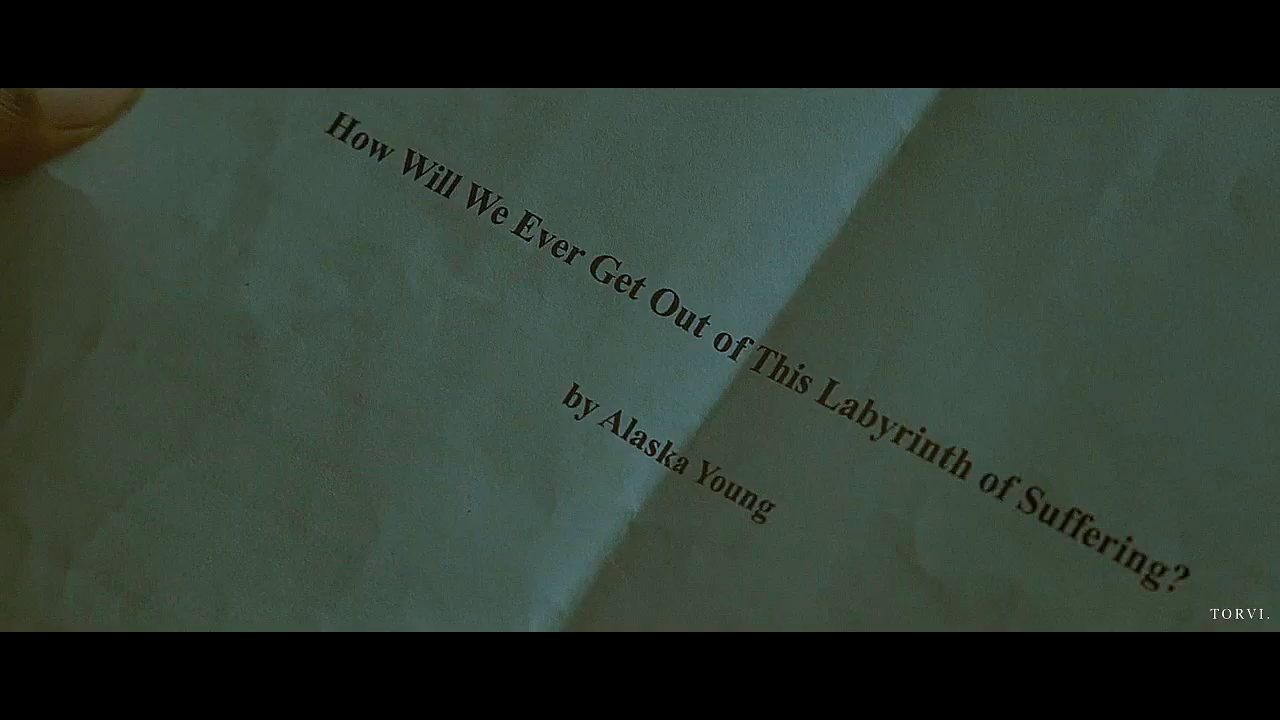 How Will We Ever Get Out of This Labyrinth of Suffering?
by Alaska Young
TORVI.